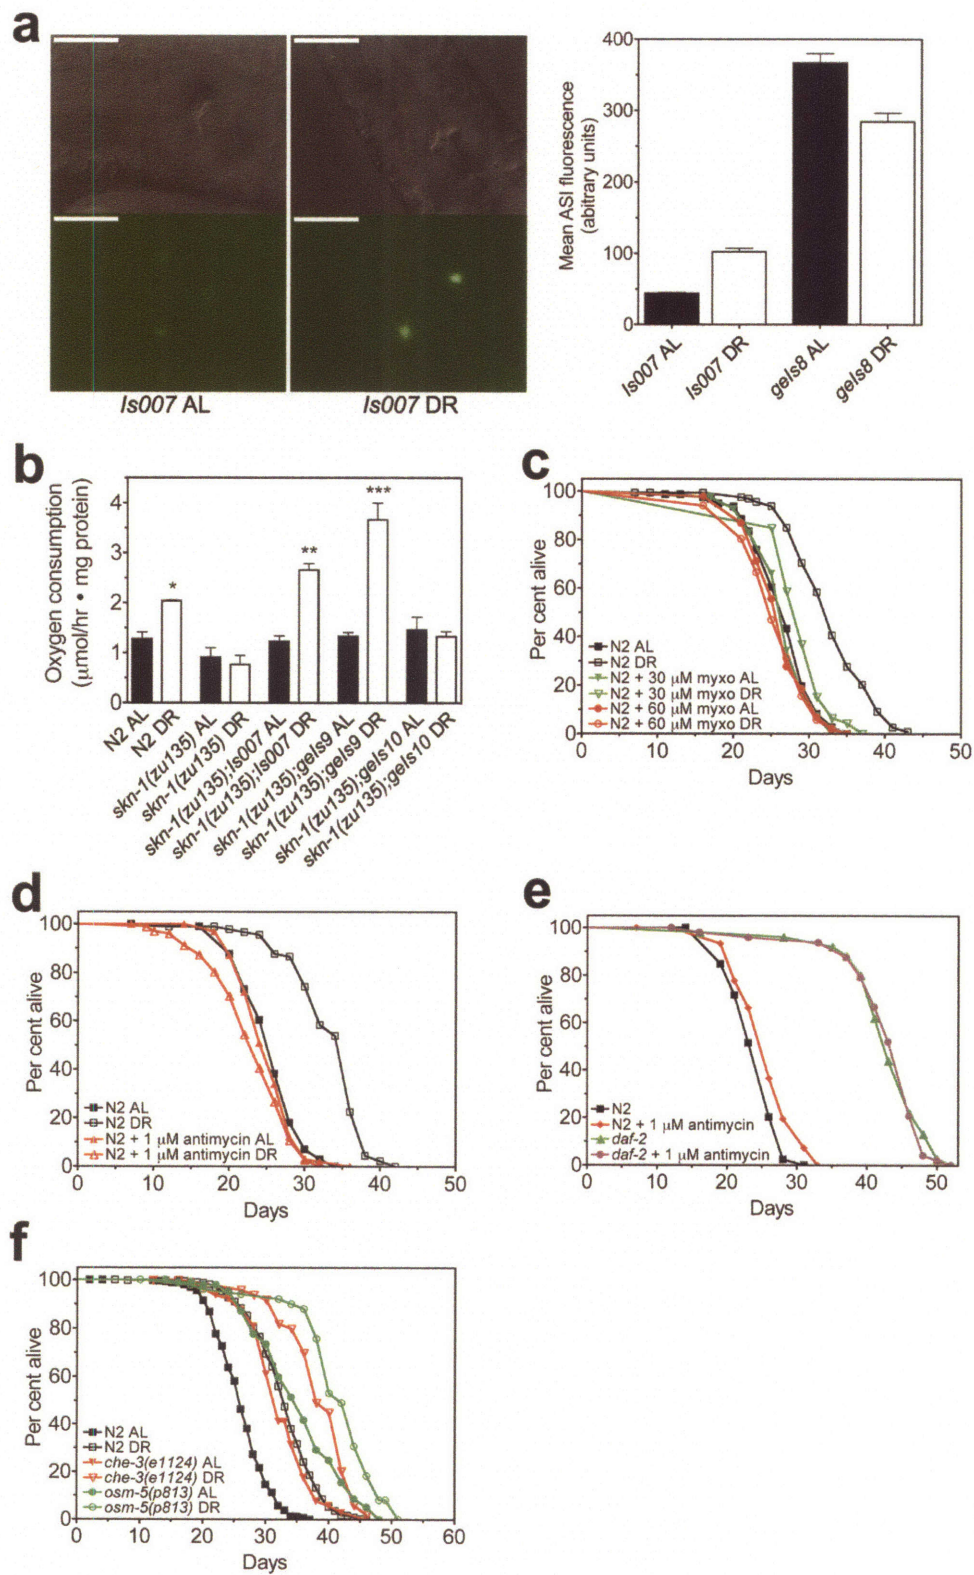 a
Is007 AL
Is007 DR
Mean ASI fluorescence
(abitrary units)
400
300
200
100
0
Is007 AL
Is007 DR
geIs8 AL
geIs8 DR
b
Oxygen consumption
(μmol/hr • mg protein)
4
3
2
1
0
*
**
***
N2 AL
N2 DR
skn-1(zu135) AL
skn-1(zu135) DR
skn-1(zu135);Is007 AL
skn-1(zu135);Is007 DR
skn-1(zu135);geIs9 AL
skn-1(zu135);geIs9 DR
skn-1(zu135);geIs10 AL
skn-1(zu135);geIs10 DR
c
Per cent alive
100
80
60
40
20
0
N2 AL
N2 DR
N2 + 30 μM myxo AL
N2 + 30 μM myxo DR
N2 + 60 μM myxo AL
N2 + 60 μM myxo DR
0 10 20 30 40 50
Days
d
Per cent alive
100
80
60
40
20
0
N2 AL
N2 DR
N2 + 1 μM antimycin AL
N2 + 1 μM antimycin DR
0 10 20 30 40 50
Days
e
Per cent alive
100
80
60
40
20
0
N2
N2 + 1 μM antimycin
daf-2
daf-2 + 1 μM antimycin
0 10 20 30 40 50
Days
f
Per cent alive
100
80
60
40
20
0
N2 AL
N2 DR
che-3(e1124) AL
che-3(e1124) DR
osm-5(p813) AL
osm-5(p813) DR
0 10 20 30 40 50 60
Days